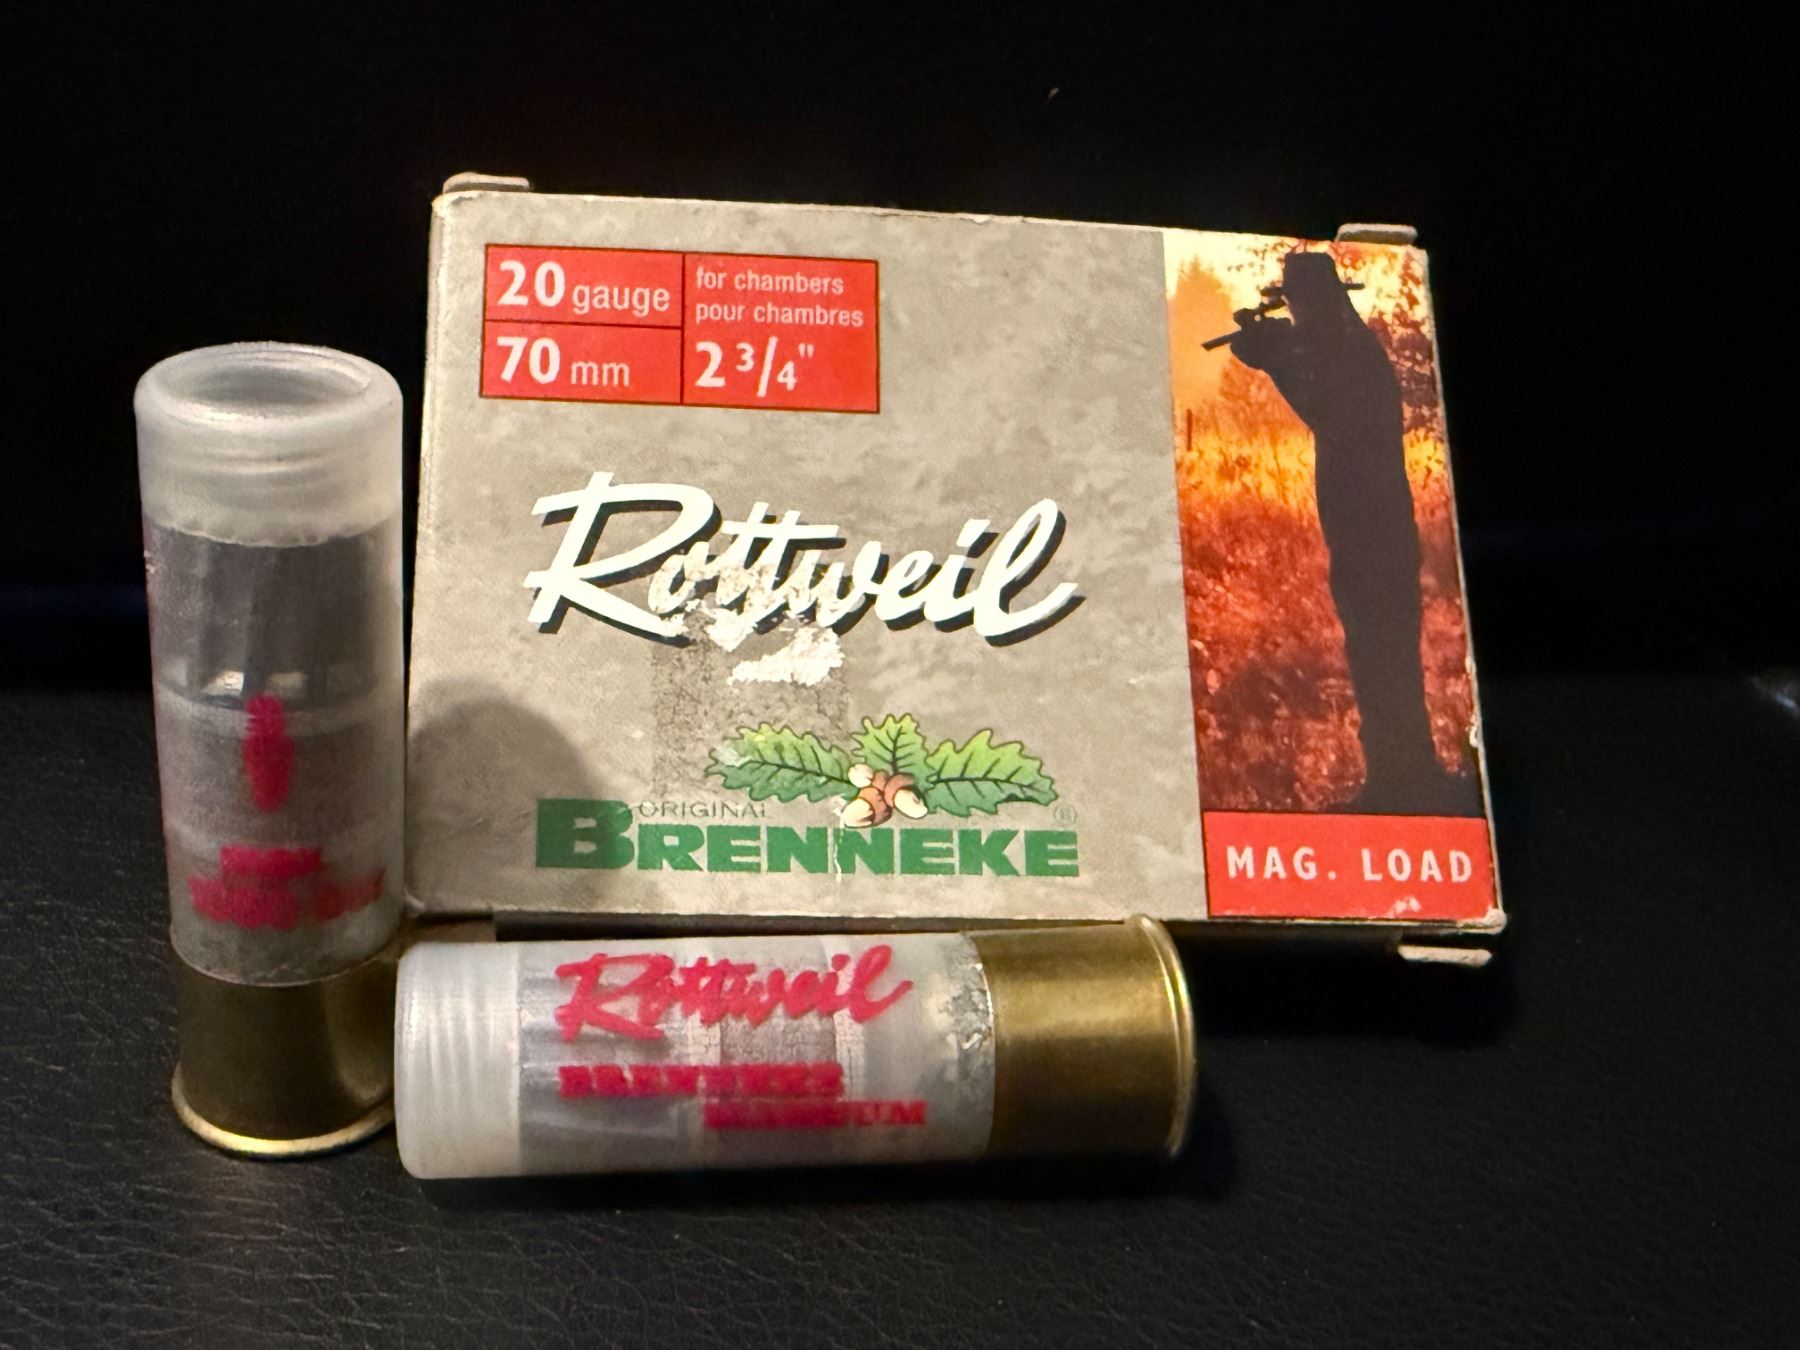 20 gauge
70 mm
for chambers
pour chambres
2 3/4"
Rottweil
ORIGINAL
BRENNEKE ®
MAG. LOAD
Rottweil
BRENNEKE
MAGNUM